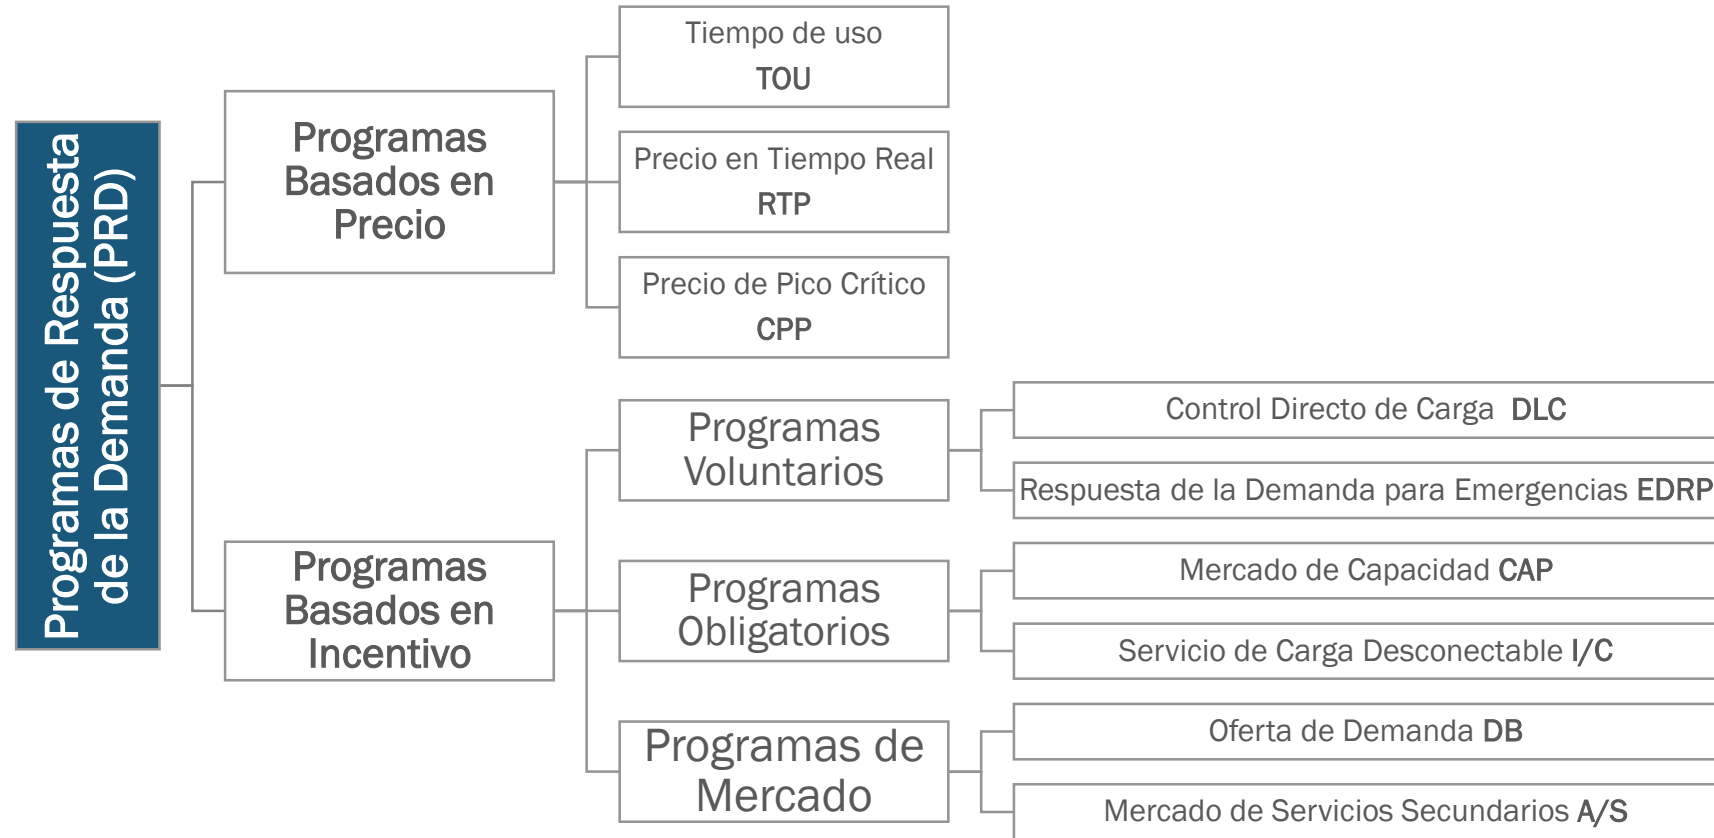 Programas de Respuesta
de la Demanda (PRD)
Programas
Basados en
Precio
Tiempo de uso
TOU
Precio en Tiempo Real
RTP
Precio de Pico Crítico
CPP
Programas
Basados en
Incentivo
Programas
Voluntarios
Control Directo de Carga DLC
Respuesta de la Demanda para Emergencias EDRP
Programas
Obligatorios
Mercado de Capacidad CAP
Servicio de Carga Desconectable I/C
Programas de
Mercado
Oferta de Demanda DB
Mercado de Servicios Secundarios A/S